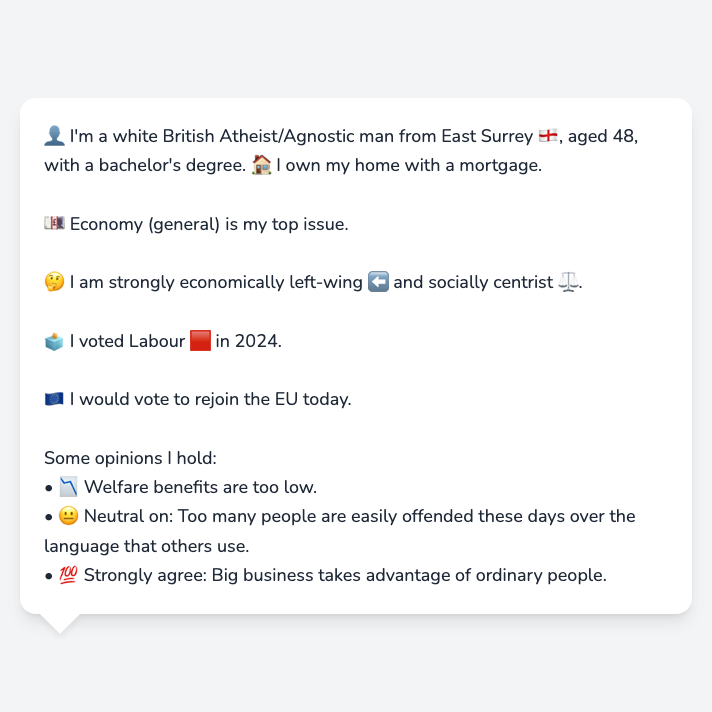 👤 I'm a white British Atheist/Agnostic man from East Surrey 🏴󠁧󠁢󠁥󠁮󠁧󠁿, aged 48,
with a bachelor's degree. 🏠 I own my home with a mortgage.
💷 Economy (general) is my top issue.
🤔 I am strongly economically left-wing ⬅️ and socially centrist ⚖️.
🗳️ I voted Labour 🟥 in 2024.
🇪🇺 I would vote to rejoin the EU today.
Some opinions I hold:
• 📉 Welfare benefits are too low.
• 😐 Neutral on: Too many people are easily offended these days over the
language that others use.
• 💯 Strongly agree: Big business takes advantage of ordinary people.